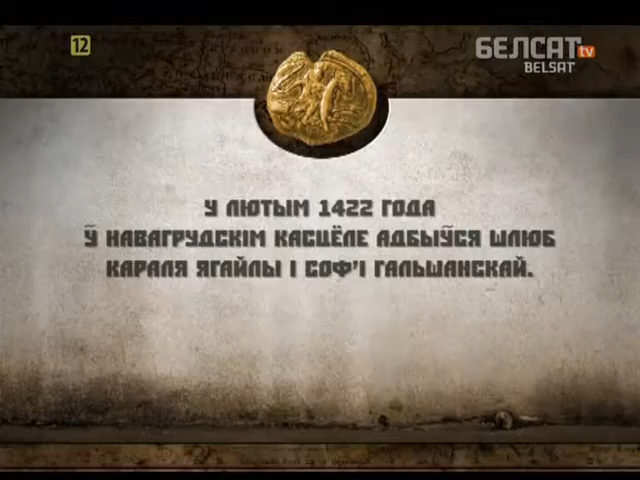 12
БЕЛСАТ tv
BELSAT
У ЛЮТЫМ 1422 ГОДА
Ў НАВАГРУДСКІМ КАСЦЁЛЕ АДБЫЎСЯ ШЛЮБ
КАРАЛЯ ЯГАЙЛЫ І СОФ'І ГАЛЬШАНСКАЙ.